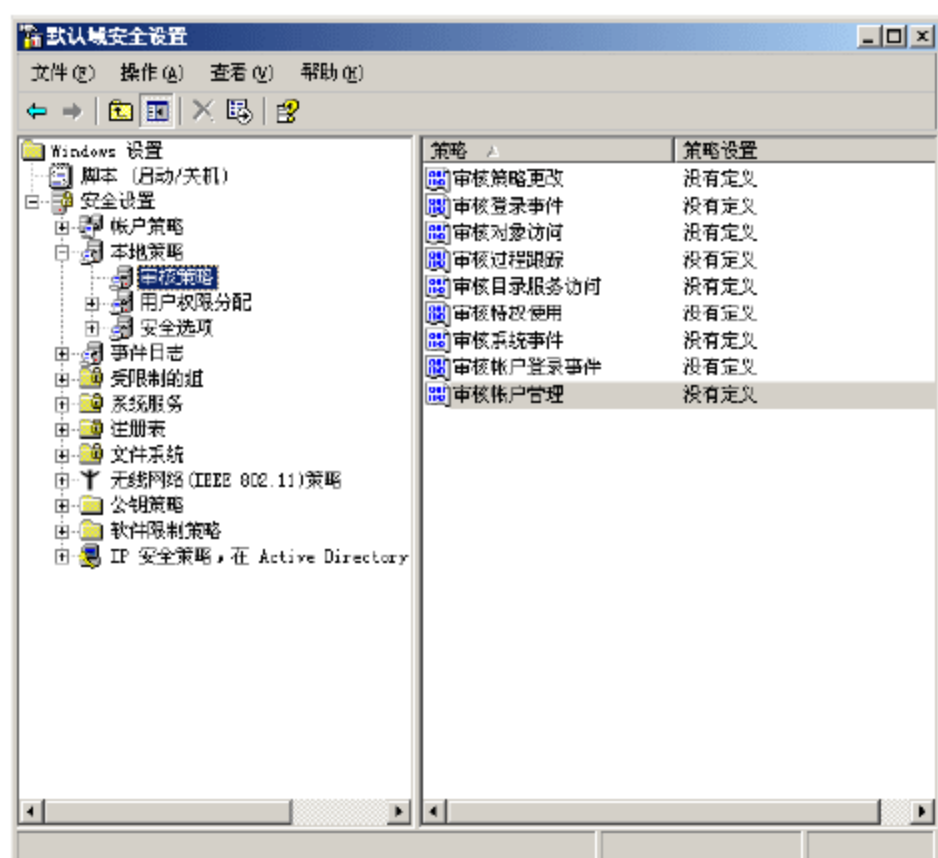 默认域安全设置
文件(F) 操作(A) 查看(V) 帮助(H)
Windows 设置
脚本 (启动/关机)
安全设置
帐户策略
本地策略
审核策略
用户权限分配
安全选项
事件日志
受限制的组
系统服务
注册表
文件系统
无线网络(IEEE 802.11)策略
公钥策略
软件限制策略
IP 安全策略，在 Active Directory
策略 策略设置
审核策略更改 没有定义
审核登录事件 没有定义
审核对象访问 没有定义
审核过程跟踪 没有定义
审核目录服务访问 没有定义
审核特权使用 没有定义
审核系统事件 没有定义
审核帐户登录事件 没有定义
审核帐户管理 没有定义